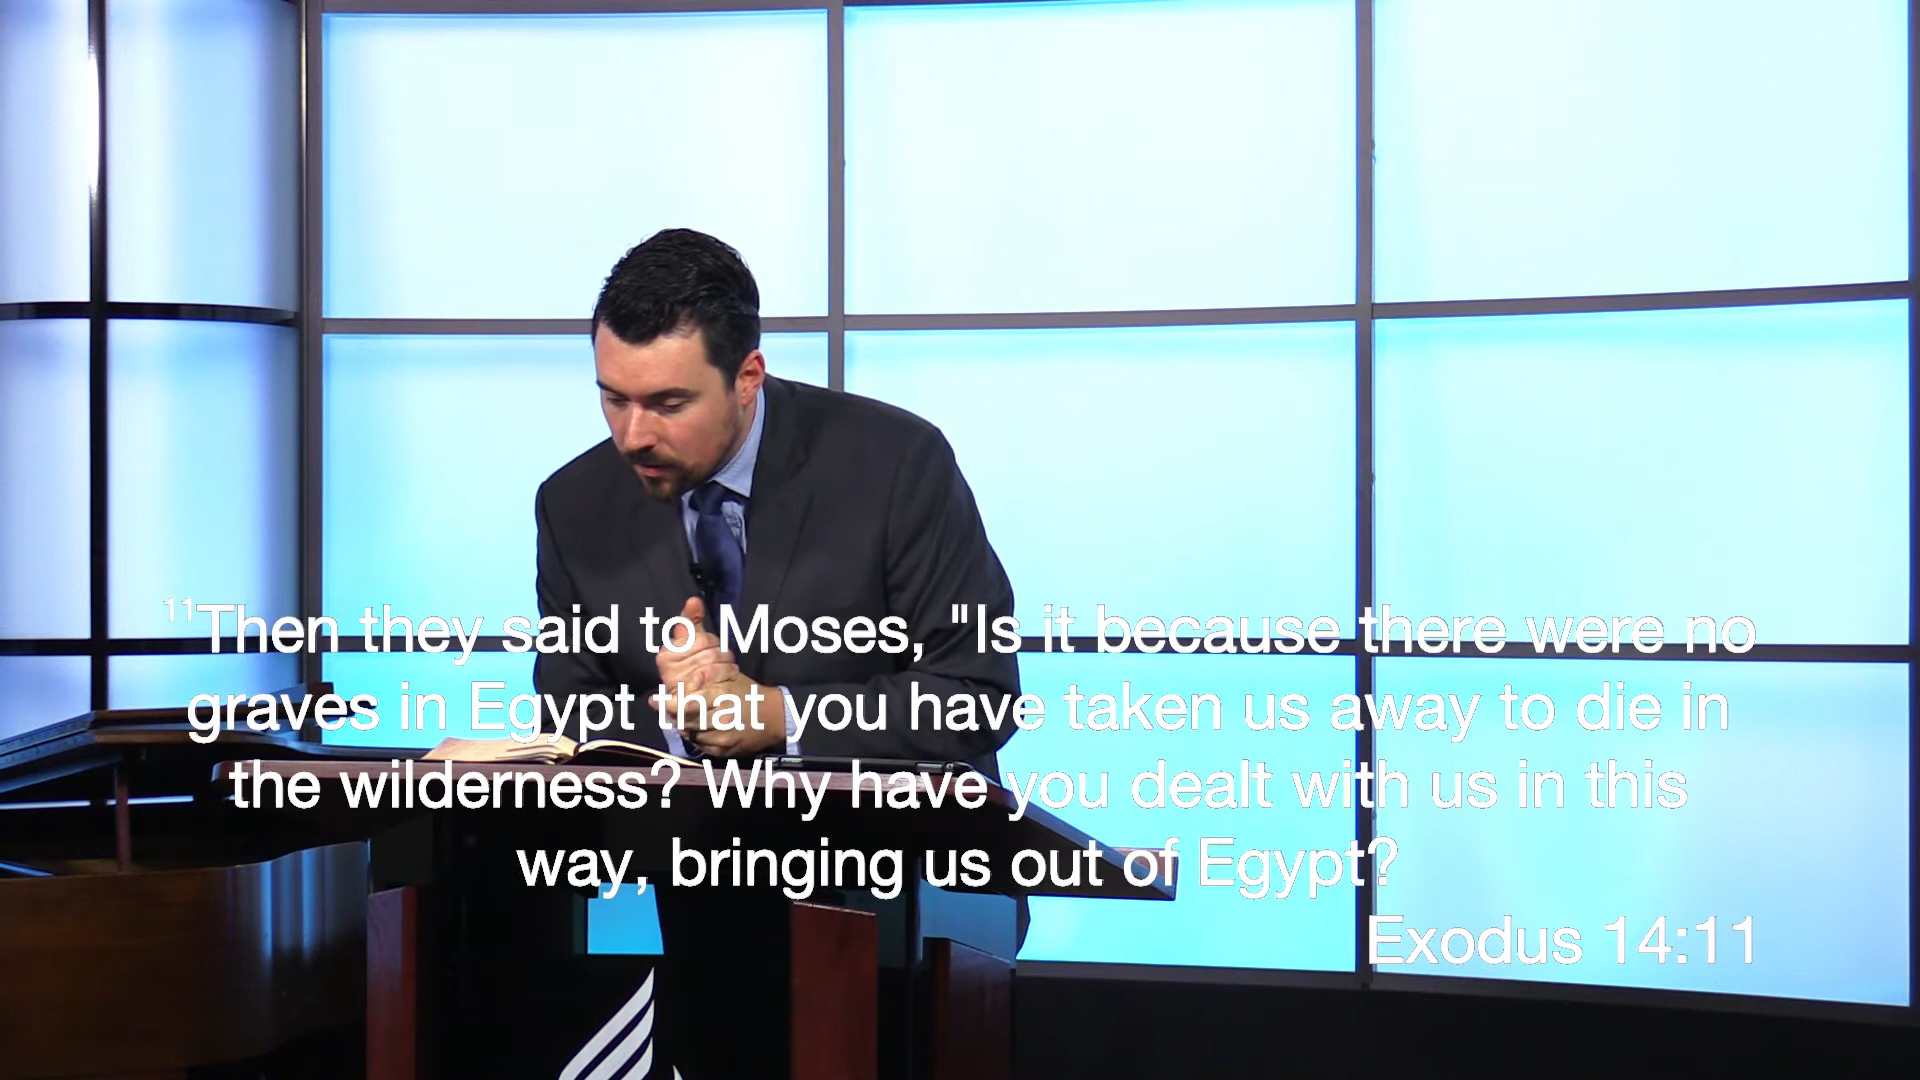 11Then they said to Moses, "Is it because there were no
graves in Egypt that you have taken us away to die in
the wilderness? Why have you dealt with us in this
way, bringing us out of Egypt?
Exodus 14:11